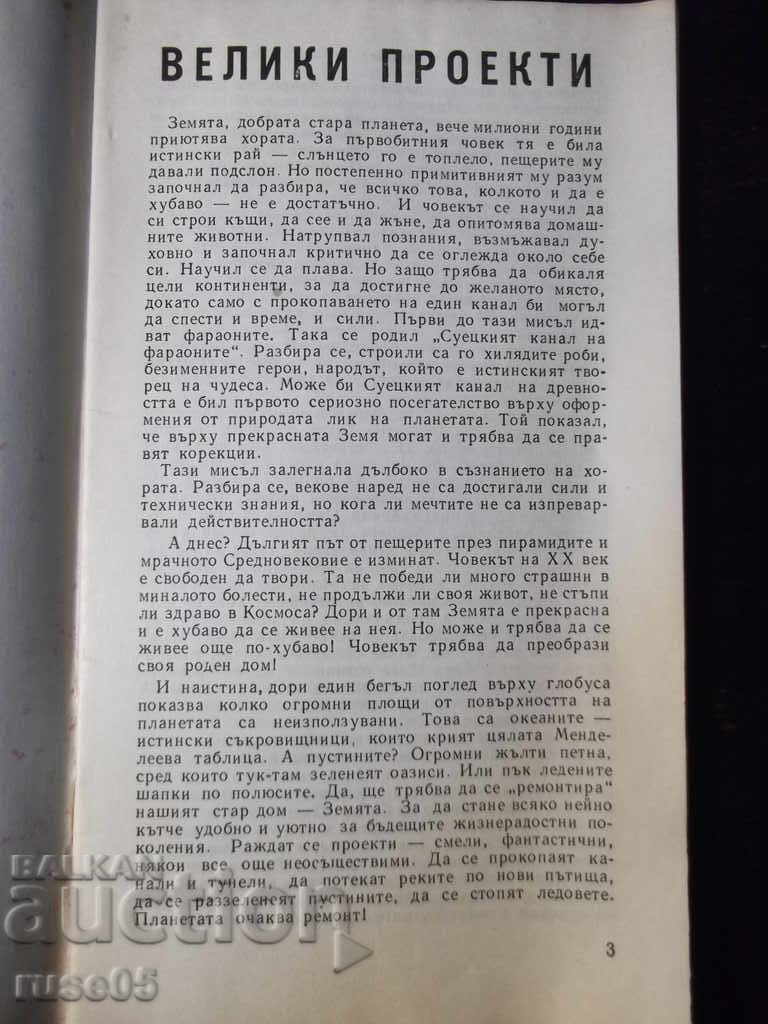 ВЕЛИКИ ПРОЕКТИ
Земята, добрата стара планета, вече милиони години
приютява хората. За първобитния човек тя е била
истински рай — слънцето го е топлело, пещерите му
давали подслон. Но постепенно примитивният му разум
започнал да разбира, че всичко това, колкото и да е
хубаво — не е достатъчно. И човекът се научил да
си строи къщи, да сее и да жъне, да опитомява домаш-
ните животни. Натрупвал познания, възмъжавал ду-
ховно и започнал критично да се оглежда около себе
си. Научил се да плава. Но защо трябва да обикаля
цели континенти, за да достигне до желаното място,
докато само с прокопаването на един канал би могъл
да спести и време, и сили. Първи до тази мисъл ид-
ват фараоните. Така се родил „Суецкият канал на
фараоните“. Разбира се, строили са го хилядите роби,
безименните герои, народът, който е истинският тво-
рец на чудеса. Може би Суецкият канал на древно-
стта е бил първото сериозно посегателство върху офор-
мения от природата лик на планетата. Той показал,
че върху прекрасната Земя могат и трябва да се пра-
вят корекции.
Тази мисъл залегнала дълбоко в съзнанието на хо-
рата. Разбира се, векове наред не са достигали сили и
технически знания, но кога ли мечтите не са изпревар-
вали действителността?
А днес? Дългият път от пещерите през пирамидите и
мрачното Средновековие е изминат. Човекът на XX век
е свободен да твори. Та не победи ли много страшни в
миналото болести, не продължи ли своя живот, не стъпи
ли здраво в Космоса? Дори и от там Земята е прекрасна
и е хубаво да се живее на нея. Но може и трябва да се
живее още по-хубаво! Човекът трябва да преобрази
своя роден дом!
И наистина, дори един бегъл поглед върху глобуса
показва колко огромни площи от повърхността на
планетата са неизползувани. Това са океаните —
истински съкровищници, които крият цялата Менде-
леева таблица. А пустините? Огромни жълти петна,
сред които тук-там зеленеят оазиси. Или пък ледените
шапки по полюсите. Да, ще трябва да се „ремонтира“
нашият стар дом — Земята. За да стане всяко нейно
кътче удобно и уютно за бъдещите жизнерадостни по-
коления. Раждат се проекти — смели, фантастични,
някои все още неосъществими. Да се прокопаят ка-
нали и тунели, да потекат реките по нови пътища,
да се раззеленеят пустините, да се стопят ледовете.
Планетата очаква ремонт!
3
BALKAN
auction
ruse05